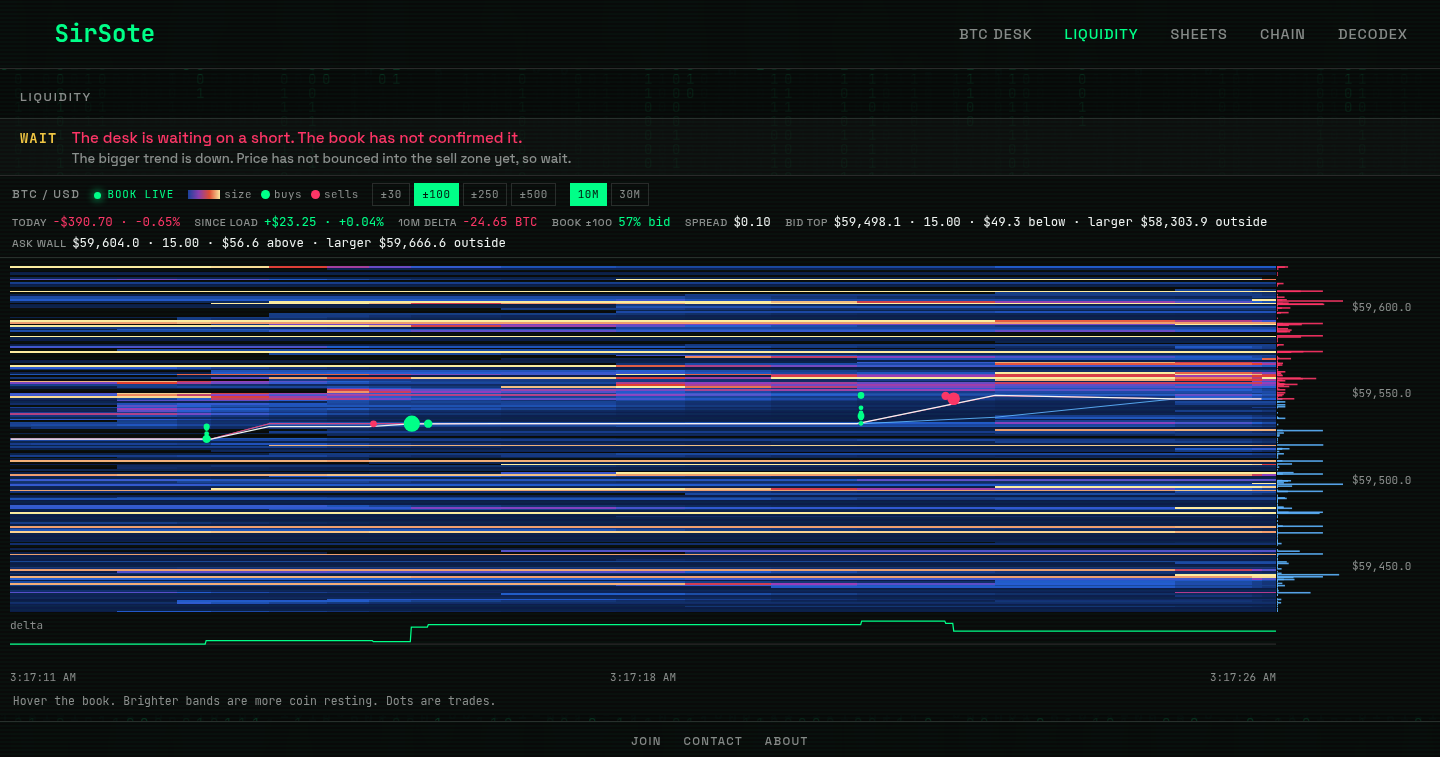 SirSote
BTC DESK LIQUIDITY SHEETS CHAIN DECODEX
LIQUIDITY
WAIT The desk is waiting on a short. The book has not confirmed it.
The bigger trend is down. Price has not bounced into the sell zone yet, so wait.
BTC / USD BOOK LIVE size buys sells ±30 ±100 ±250 ±500 10M 30M
TODAY -$390.70 · -0.65% SINCE LOAD +$23.25 · +0.04% 10M DELTA -24.65 BTC BOOK ±100 57% bid SPREAD $0.10 BID TOP $59,498.1 · 15.00 · $49.3 below · larger $58,303.9 outside
ASK WALL $59,604.0 · 15.00 · $56.6 above · larger $59,666.6 outside
$59,600.0
$59,550.0
$59,500.0
$59,450.0
delta
3:17:11 AM 3:17:18 AM 3:17:26 AM
Hover the book. Brighter bands are more coin resting. Dots are trades.
JOIN CONTACT ABOUT